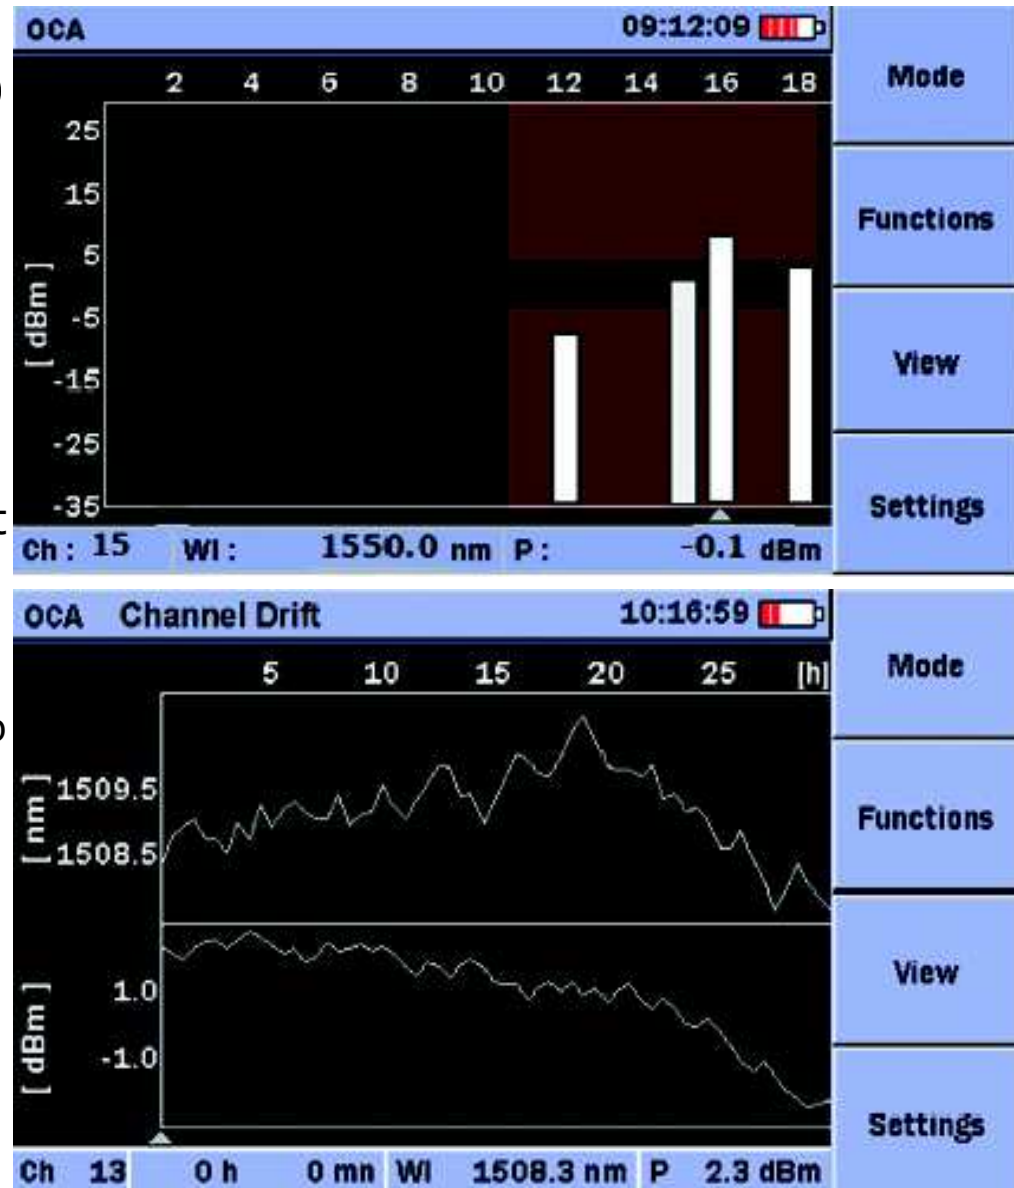 OCA 09:12:09
Mode
2 4 6 8 10 12 14 16 18
25
15
Functions
5
[ dBm ]
-5
View
-15
-25
Settings
-35
Ch : 15 Wl : 1550.0 nm P : -0.1 dBm
OCA Channel Drift 10:16:59
Mode
5 10 15 20 25 [h]
[ nm ]
1509.5
Functions
1508.5
View
[ dBm ]
1.0
-1.0
Settings
Ch 13 0 h 0 mn Wl 1508.3 nm P 2.3 dBm